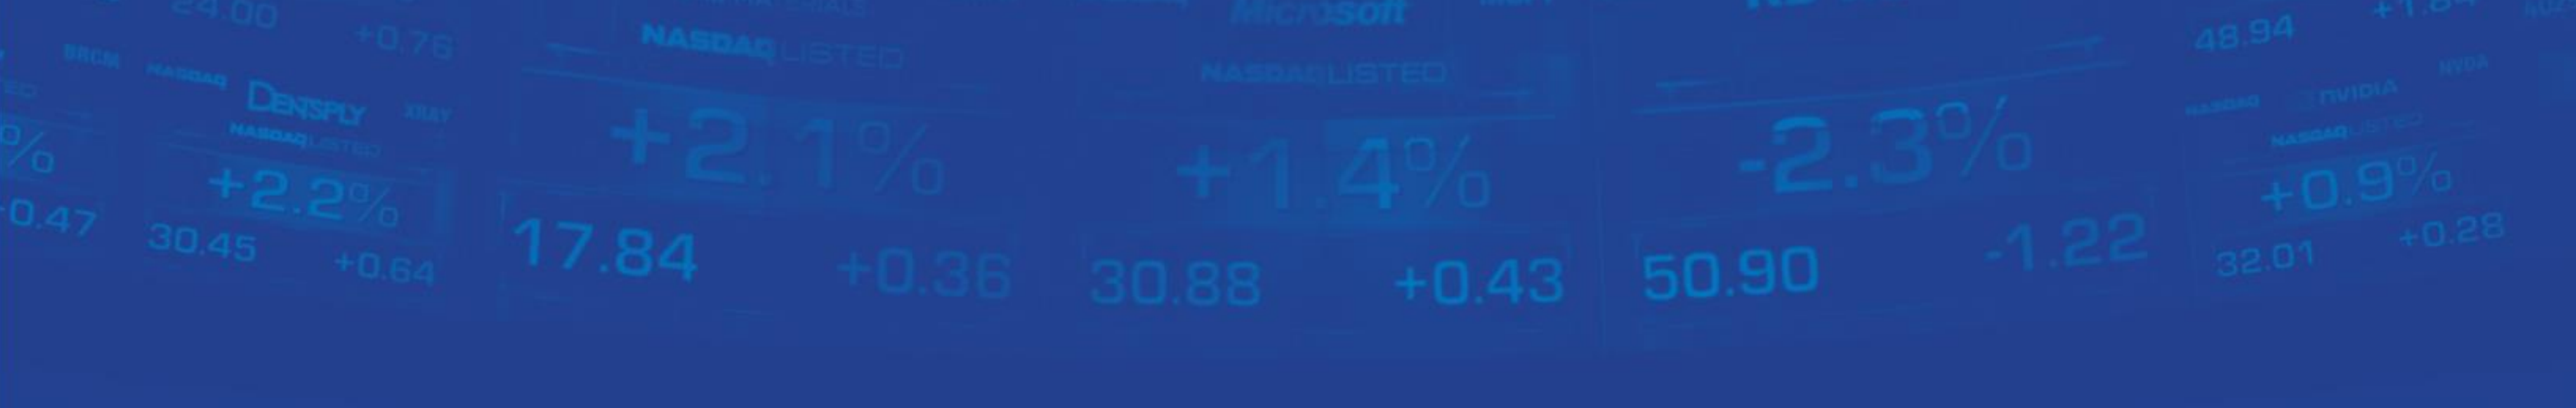 24.00 +0.76
BRCM
%
0.47
NASDAQ DENTSPLY XRAY
NASDAQ LISTED
+2.2%
30.45 +0.64
NASDAQ LISTED
+2.1%
17.84 +0.36
Microsoft
NASDAQ LISTED
+1.4%
30.88 +0.43
-2.3%
50.90 -1.22
48.94
NASDAQ NVIDIA NVDA
NASDAQ LISTED
+0.9%
32.01 +0.28